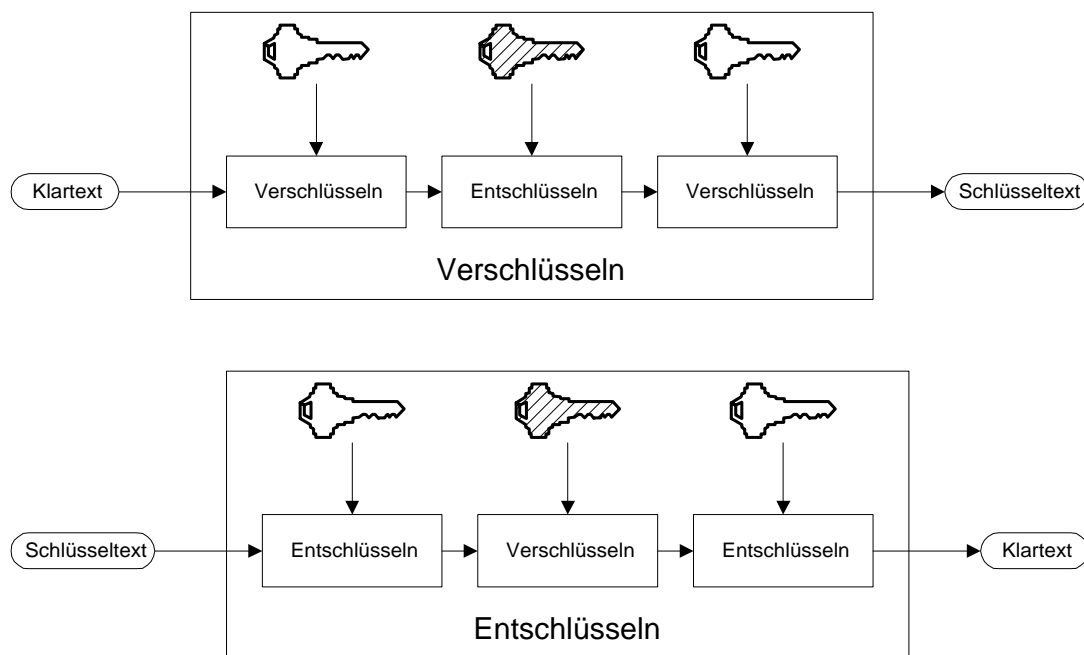 Klartext
Verschlüsseln
Entschlüsseln
Verschlüsseln
Schlüsseltext
Verschlüsseln
Schlüsseltext
Entschlüsseln
Verschlüsseln
Entschlüsseln
Klartext
Entschlüsseln